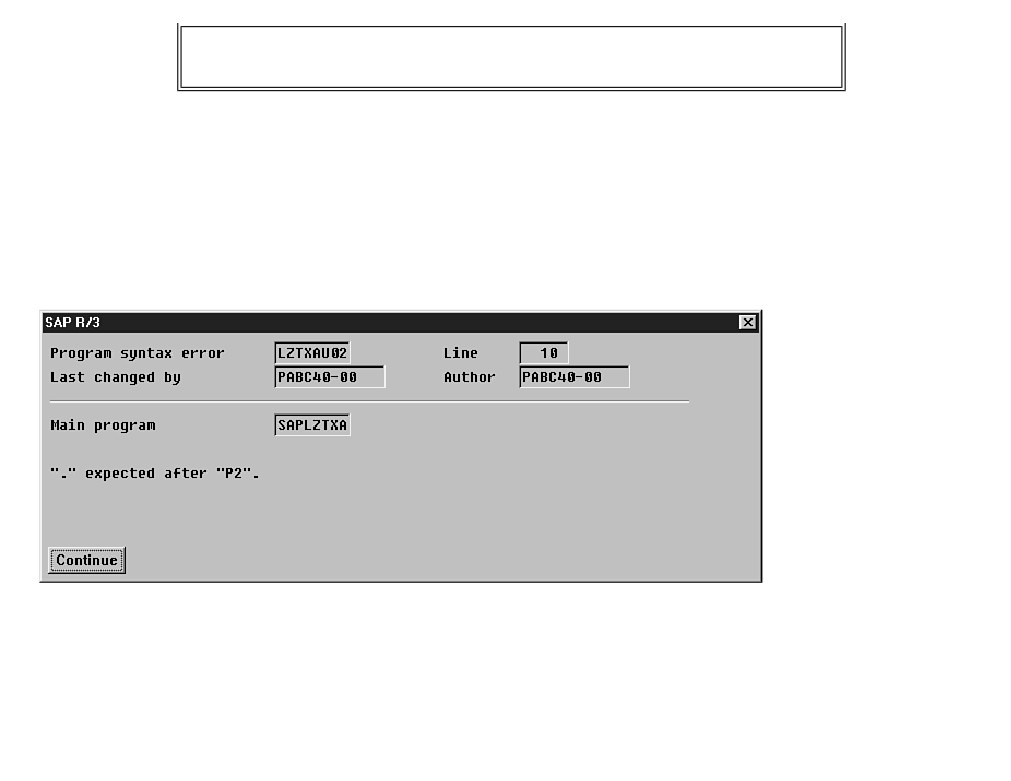 SAP R/3
Program syntax error LZTXAU02 Line 10
Last changed by PABC40-00 Author PABC40-00
Main program SAPLZTXA
"." expected after "P2".
Continue